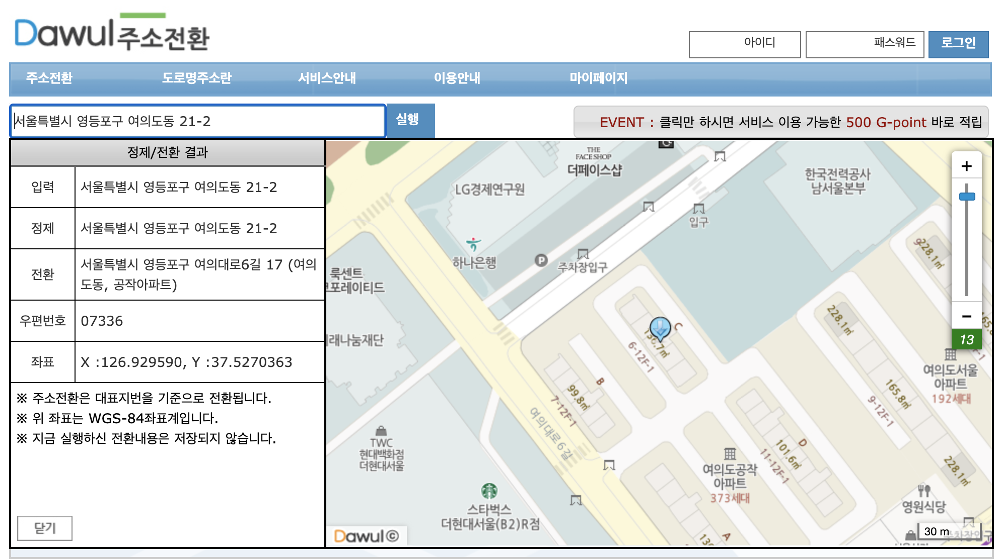 Dawul 주소전환
아이디
패스워드
로그인
주소전환
도로명주소란
서비스안내
이용안내
마이페이지
서울특별시 영등포구 여의도동 21-2
실행
EVENT : 클릭만 하시면 서비스 이용 가능한 500 G-point 바로 적립
정제/전환 결과
입력
서울특별시 영등포구 여의도동 21-2
정제
서울특별시 영등포구 여의도동 21-2
전환
서울특별시 영등포구 여의대로6길 17 (여의
도동, 공작아파트)
우편번호
07336
좌표
X :126.929590, Y :37.5270363
※ 주소전환은 대표지번을 기준으로 전환됩니다.
※ 위 좌표는 WGS-84좌표계입니다.
※ 지금 실행하신 전환내용은 저장되지 않습니다.
닫기
THE
FACE SHOP
더페이스샵
LG경제연구원
한국전력공사
남서울본부
입구
하나은행
P
주차장입구
룩센트
포레이티드
래나눔재단
C
6-12F-1
B
99.8㎡
7-12F-1
여의대로6길
TWC
현대백화점
더현대서울
스타벅스
더현대서울(B2)R점
D
101.6㎡
11-12F-1
여의도공작
아파트
373세대
A
228.1㎡
228.1㎡
165.8㎡
9-12F-1
228.1㎡
여의도서울
아파트
192세대
영원식당
주차장입구
+
−
13
30 m
Dawul ©